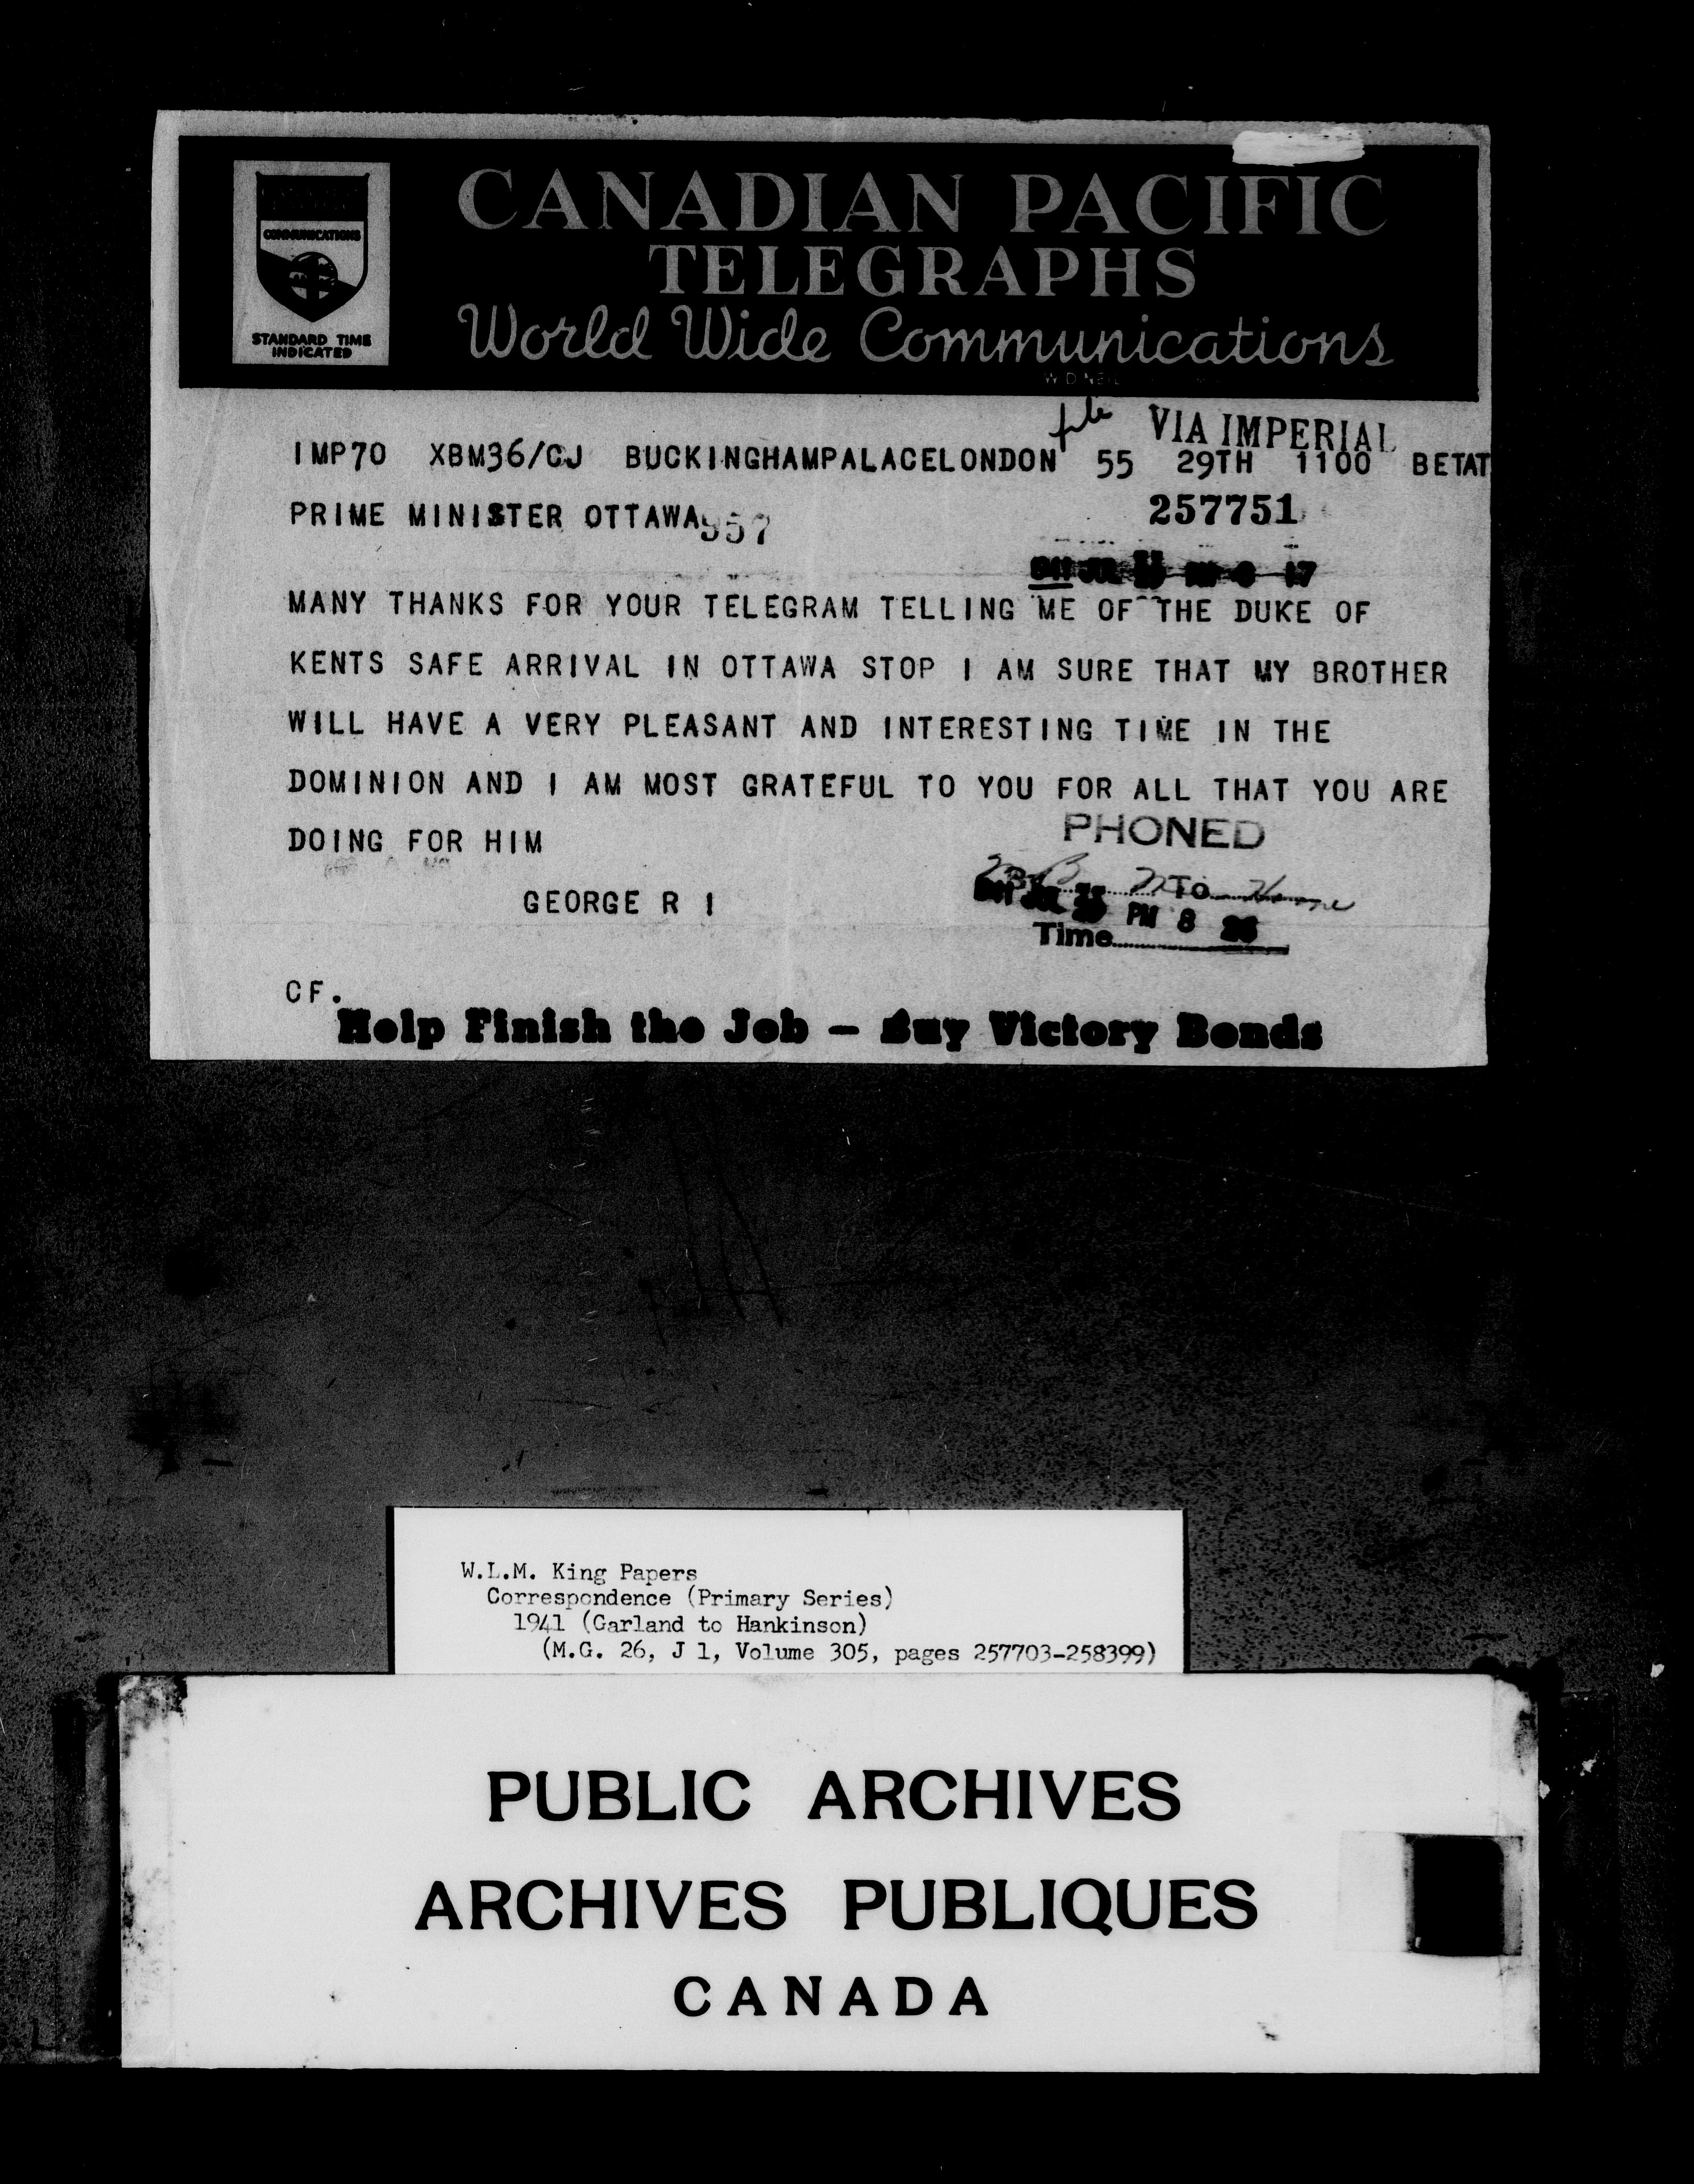 COMMUNICATIONS
STANDARD TIME
INDICATED
CANADIAN PACIFIC
TELEGRAPHS
World Wide Communications
file VIA IMPERIAL
IMP70 XBM36/CJ BUCKINGHAMPALACELONDON 55 29TH 1100 BETAT
PRIME MINISTER OTTAWA 957
257751
MANY THANKS FOR YOUR TELEGRAM TELLING ME OF THE DUKE OF
KENTS SAFE ARRIVAL IN OTTAWA STOP I AM SURE THAT MY BROTHER
WILL HAVE A VERY PLEASANT AND INTERESTING TIME IN THE
DOMINION AND I AM MOST GRATEFUL TO YOU FOR ALL THAT YOU ARE
DOING FOR HIM
PHONED
To
GEORGE R I
PM 8
Time
CF.
Help Finish the Job - Buy Victory Bonds
W.L.M. King Papers
Correspondence (Primary Series)
1941 (Garland to Hankinson)
(M.G. 26, J 1, Volume 305, pages 257703-258399)
PUBLIC ARCHIVES
ARCHIVES PUBLIQUES
CANADA